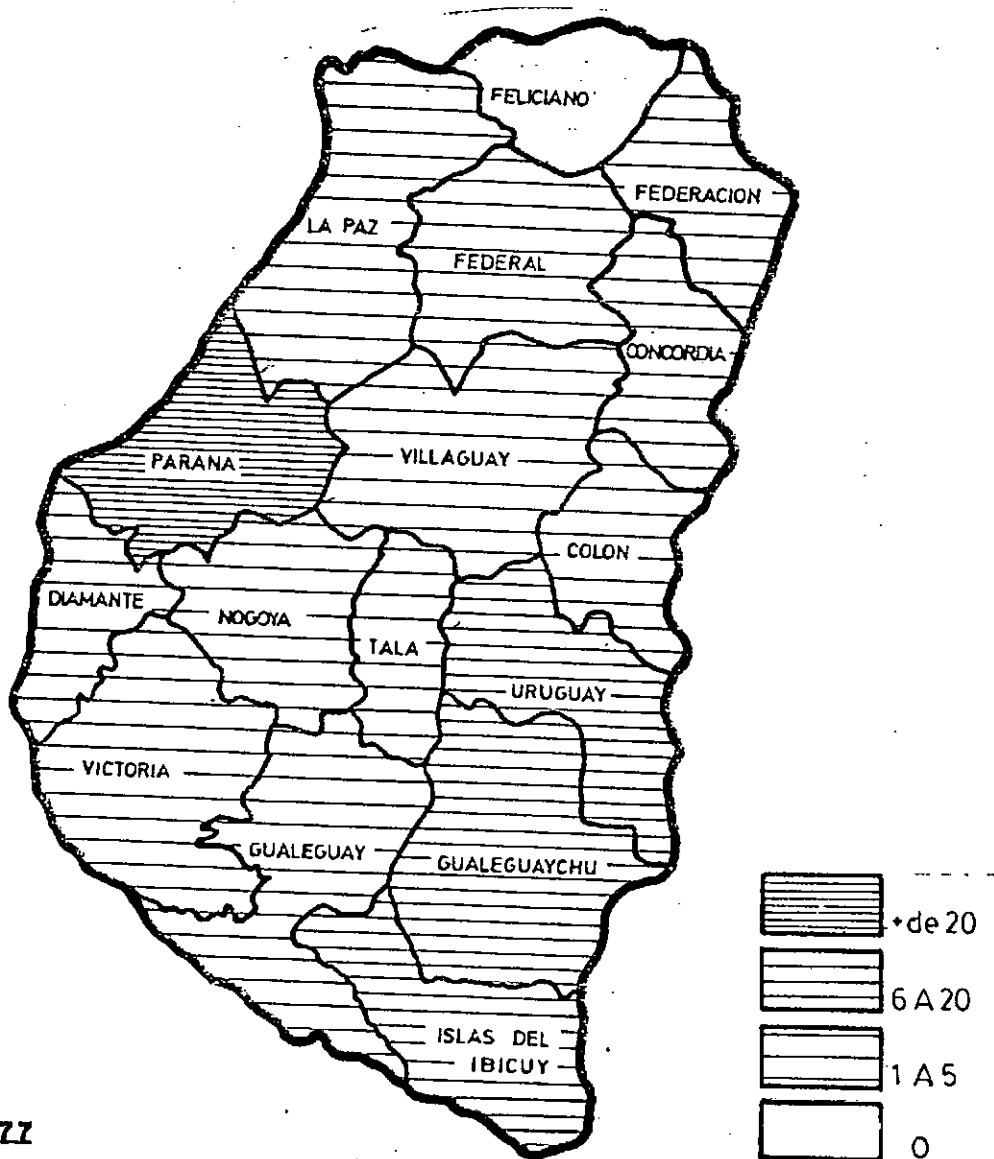 FELICIANO
FEDERACION
LA PAZ
FEDERAL
CONCORDIA
PARANA
VILLAGUAY
COLON
DIAMANTE
NOGOYA
TALA
URUGUAY
VICTORIA
GUALEGUAY
GUALEGUAYCHU
ISLAS DEL
IBICUY
+de 20
6 A 20
1 A 5
0